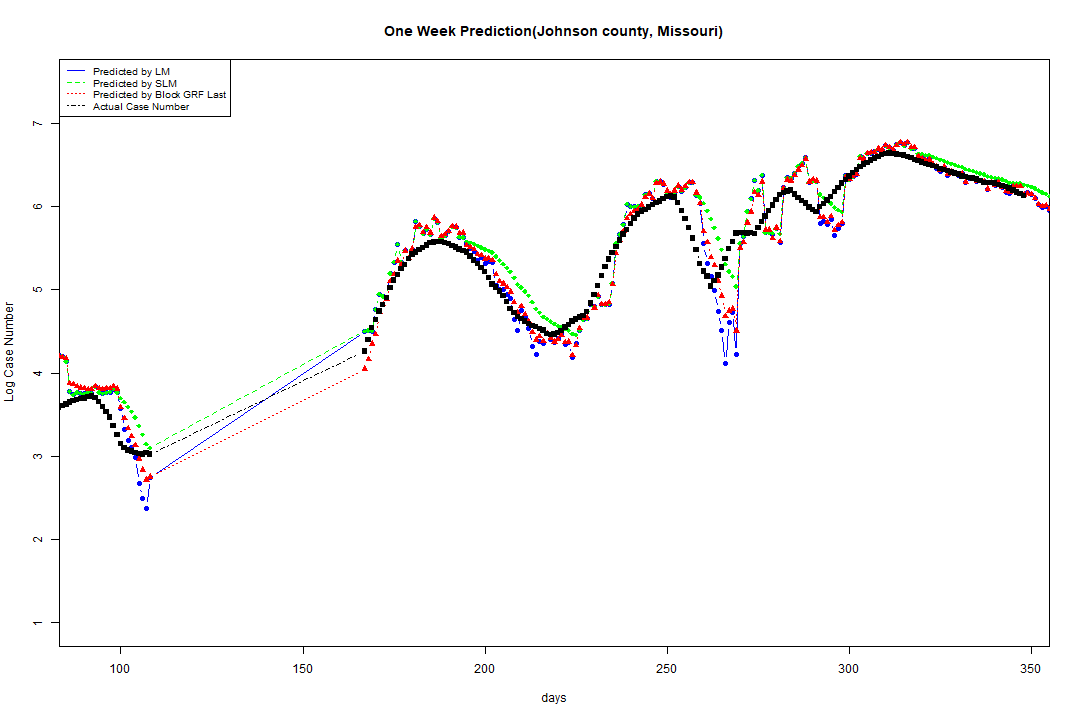 One Week Prediction(Johnson county, Missouri)
Predicted by LM
Predicted by SLM
Predicted by Block GRF Last
Actual Case Number
7
6
5
4
3
2
1
Log Case Number
100 150 200 250 300 350
days